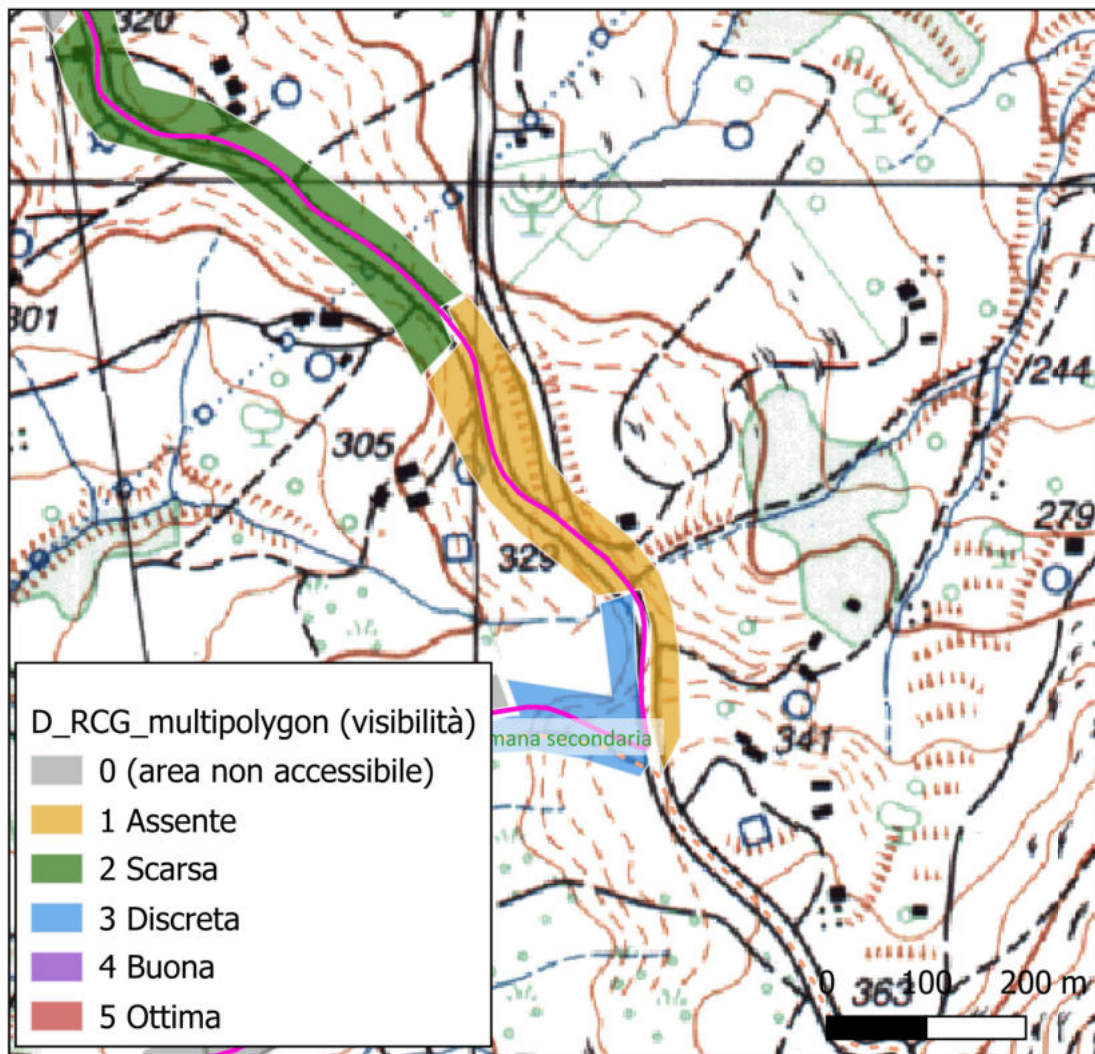 320
301
244
305
279
329
D_RCG_multipolygon (visibilità)
0 (area non accessibile)
1 Assente
2 Scarsa
3 Discreta
4 Buona
5 Ottima
mana secondaria
341
363
0 100 200 m